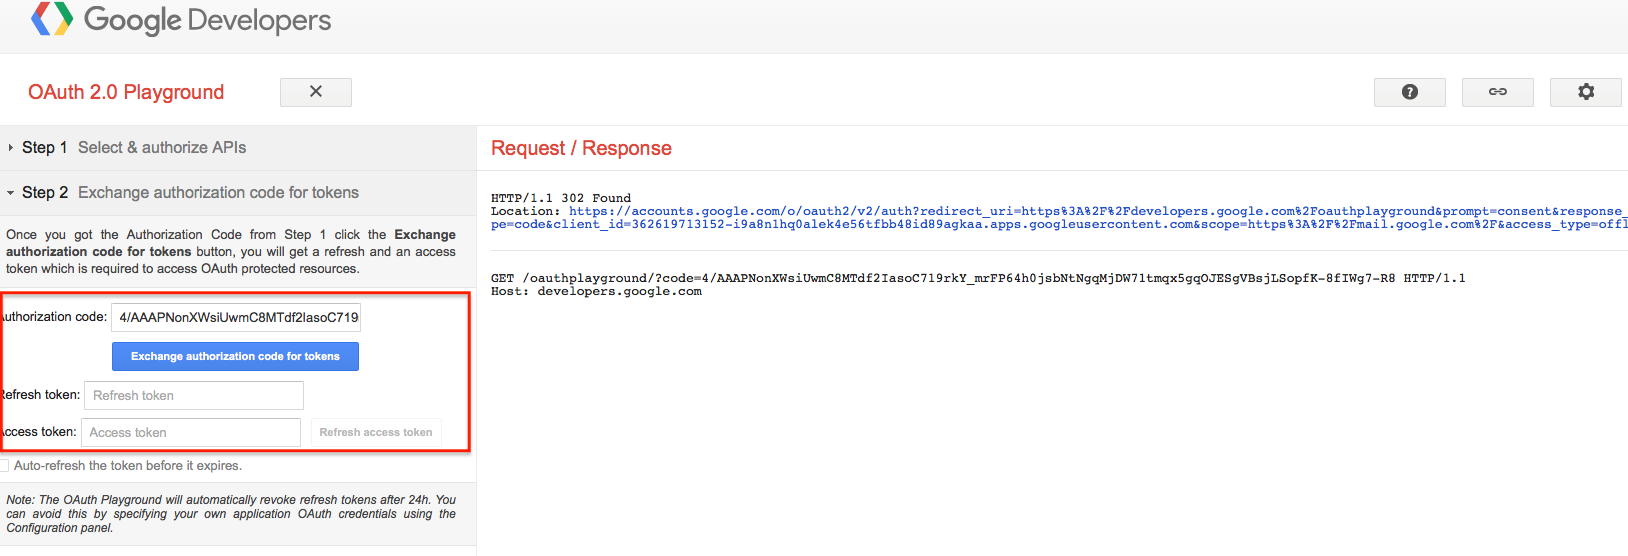 Google Developers
OAuth 2.0 Playground
Step 1 Select & authorize APIs
Step 2 Exchange authorization code for tokens
Once you got the Authorization Code from Step 1 click the Exchange
authorization code for tokens button, you will get a refresh and an access
token which is required to access OAuth protected resources.
uthorization code: 4/AAAPNonXWsiUwmC8MTdf2IasoC719
Exchange authorization code for tokens
Refresh token: Refresh token
ccess token: Access token Refresh access token
Auto-refresh the token before it expires.
Note: The OAuth Playground will automatically revoke refresh tokens after 24h. You
can avoid this by specifying your own application OAuth credentials using the
Configuration panel.
Request / Response
HTTP/1.1 302 Found
Location: https://accounts.google.com/o/oauth2/v2/auth?redirect_uri=https%3A%2F%2Fdevelopers.google.com%2Foauthplayground&prompt=consent&response_
pe=code&client_id=362619713152-i9a8n1hq0alek4e56tfbb48id89agkaa.apps.googleusercontent.com&scope=https%3A%2F%2Fmail.google.com%2F&access_type=offl
GET /oauthplayground/?code=4/AAAPNonXWsiUwmC8MTdf2IasoC719rkY_mrFP64h0jsbNtNgqMjDW71tmqx5gqOJESgVBsjLSopfK-8fIWg7-R8 HTTP/1.1
Host: developers.google.com